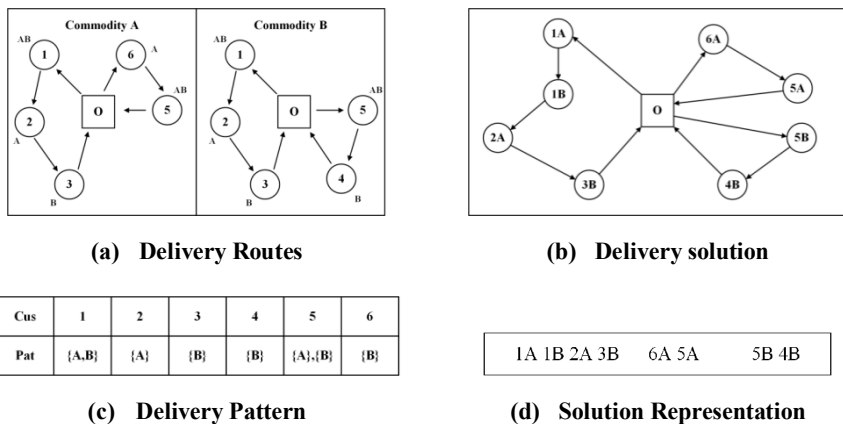 Commodity A
Commodity B
AB
1
6
A
AB
2
O
5
A
3
B
AB
1
AB
2
O
5
A
3
4
B
B
1A
6A
1B
O
5A
2A
5B
3B
4B
(a) Delivery Routes
(b) Delivery solution
Cus 1 2 3 4 5 6
Pat {A,B} {A} {B} {B} {A},{B} {B}
1A 1B 2A 3B 6A 5A 5B 4B
(c) Delivery Pattern
(d) Solution Representation